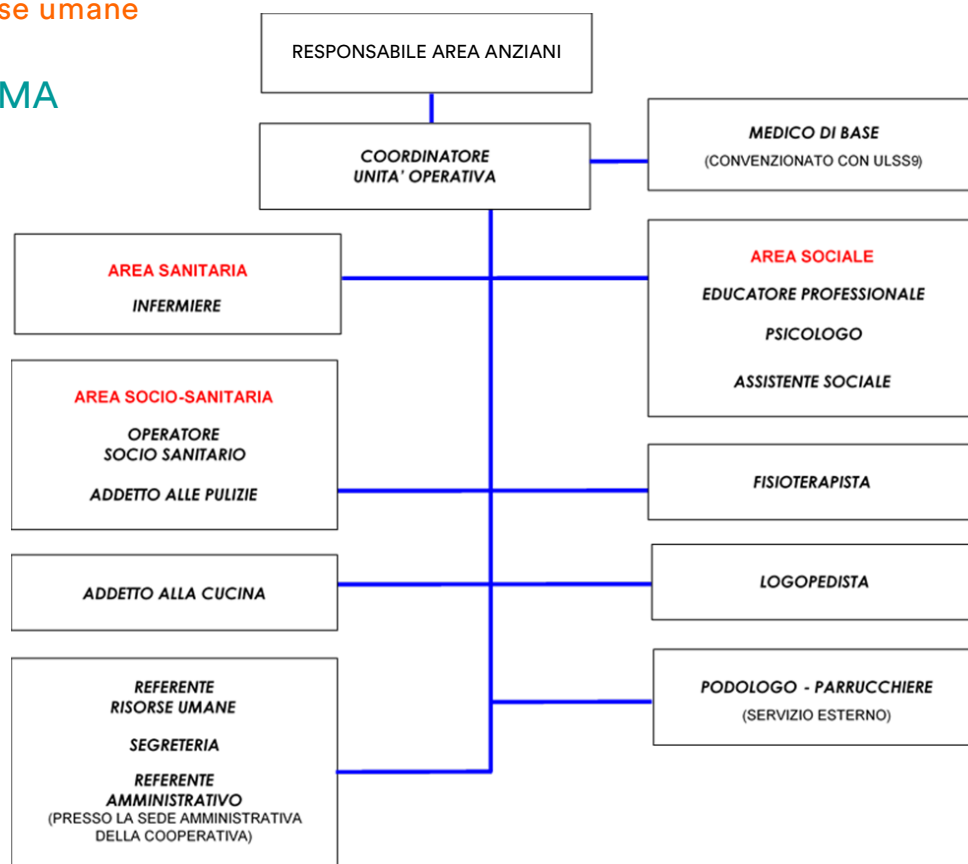 se umane
MA
RESPONSABILE AREA ANZIANI
COORDINATORE
UNITA' OPERATIVA
MEDICO DI BASE
(CONVENZIONATO CON ULSS9)
AREA SANITARIA
INFERMIERE
AREA SOCIALE
EDUCATORE PROFESSIONALE
PSICOLOGO
ASSISTENTE SOCIALE
AREA SOCIO-SANITARIA
OPERATORE
SOCIO SANITARIO
ADDETTO ALLE PULIZIE
FISIOTERAPISTA
ADDETTO ALLA CUCINA
LOGOPEDISTA
REFERENTE
RISORSE UMANE
SEGRETERIA
REFERENTE
AMMINISTRATIVO
(PRESSO LA SEDE AMMINISTRATIVA
DELLA COOPERATIVA)
PODOLOGO - PARRUCCHIERE
(SERVIZIO ESTERNO)